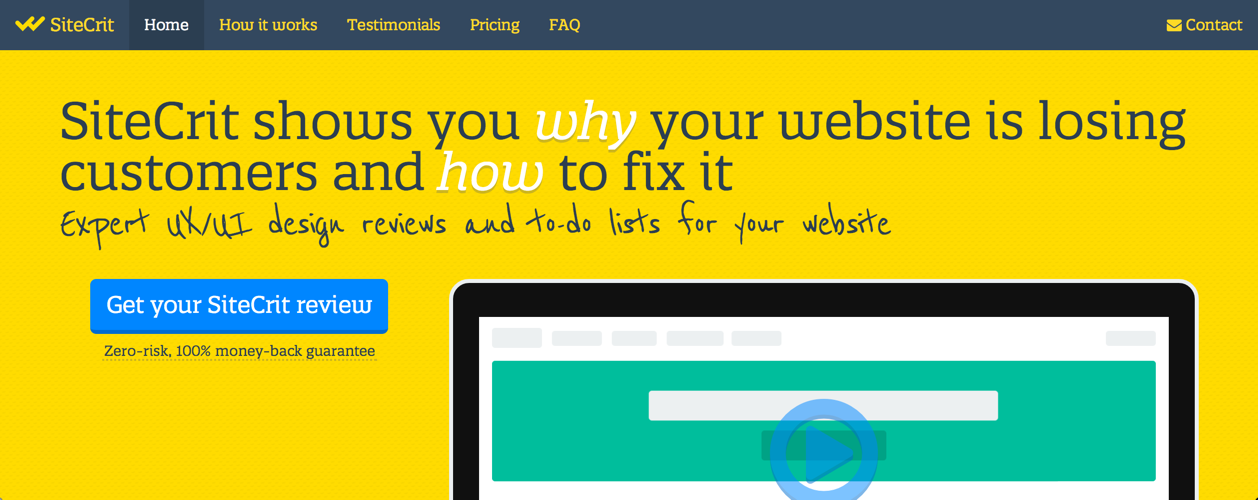 SiteCrit Home How it works Testimonials Pricing FAQ Contact
SiteCrit shows you why your website is losing
customers and how to fix it
Expert UX/UI design reviews and to-do lists for your website
Get your SiteCrit review
Zero-risk, 100% money-back guarantee